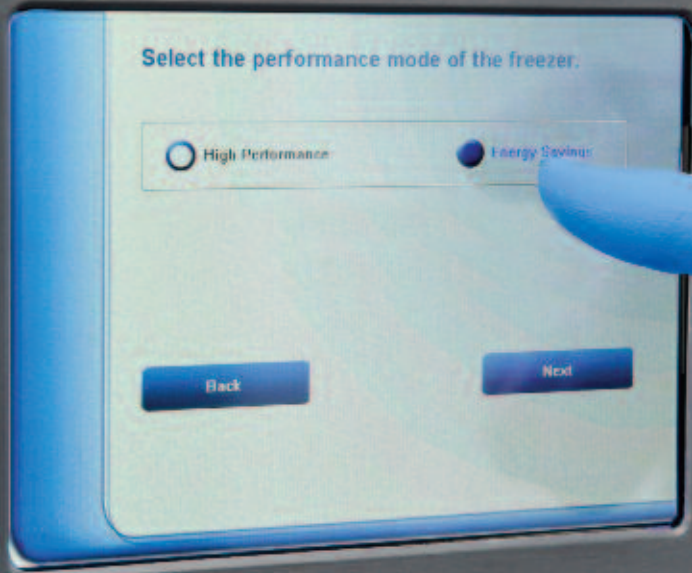 Select the performance mode of the freezer.
High Performance
Energy Savings
Back
Next